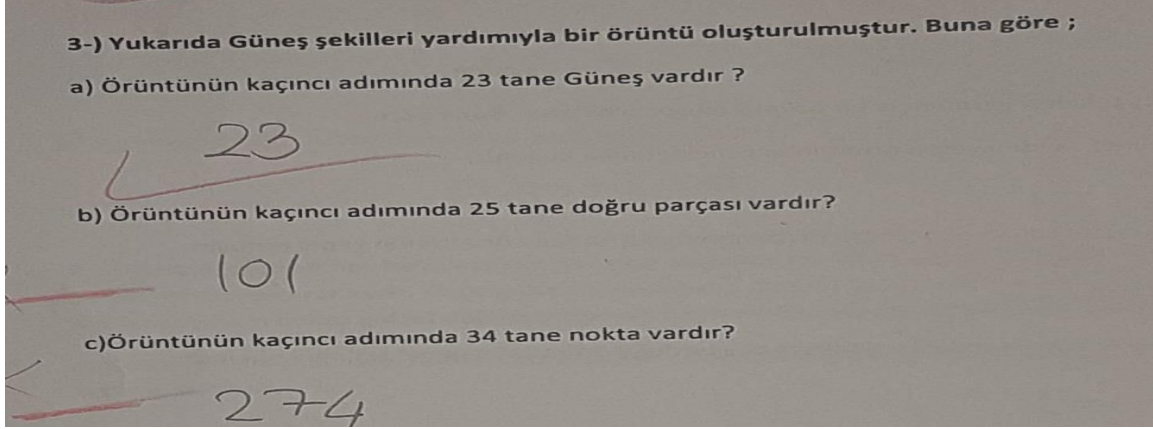 3-) Yukarıda Güneş şekilleri yardımıyla bir örüntü oluşturulmuştur. Buna göre ;
a) Örüntünün kaçıncı adımında 23 tane Güneş vardır ?
23
b) Örüntünün kaçıncı adımında 25 tane doğru parçası vardır?
101
c)Örüntünün kaçıncı adımında 34 tane nokta vardır?
274